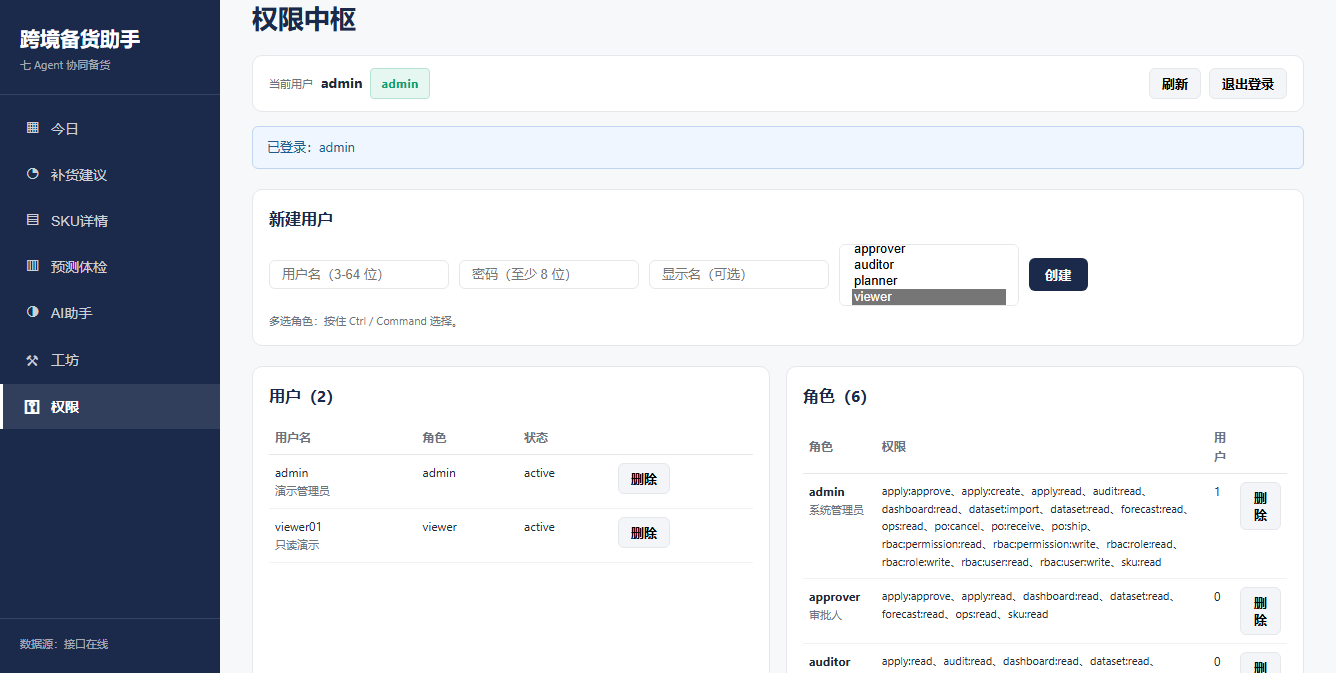 跨境备货助手
七 Agent 协同备货
今日
补货建议
SKU详情
预测体检
AI助手
工坊
权限
数据源：接口在线
权限中枢
当前用户 admin admin 刷新 退出登录
已登录：admin
新建用户
用户名（3-64 位） 密码（至少 8 位） 显示名（可选）
approver
auditor
planner
viewer
创建
多选角色：按住 Ctrl / Command 选择。
用户（2）
用户名 角色 状态
admin admin active 删除
演示管理员
viewer01 viewer active 删除
只读演示
角色（6）
角色 权限 用户
admin
系统管理员
apply:approve、apply:create、apply:read、audit:read、
dashboard:read、dataset:import、dataset:read、forecast:read、
ops:read、po:cancel、po:receive、po:ship、
rbac:permission:read、rbac:permission:write、rbac:role:read、
rbac:role:write、rbac:user:read、rbac:user:write、sku:read
1
删除
approver
审批人
apply:approve、apply:read、dashboard:read、dataset:read、
forecast:read、ops:read、sku:read
0
删除
auditor
apply:read、audit:read、dashboard:read、dataset:read、
0
删